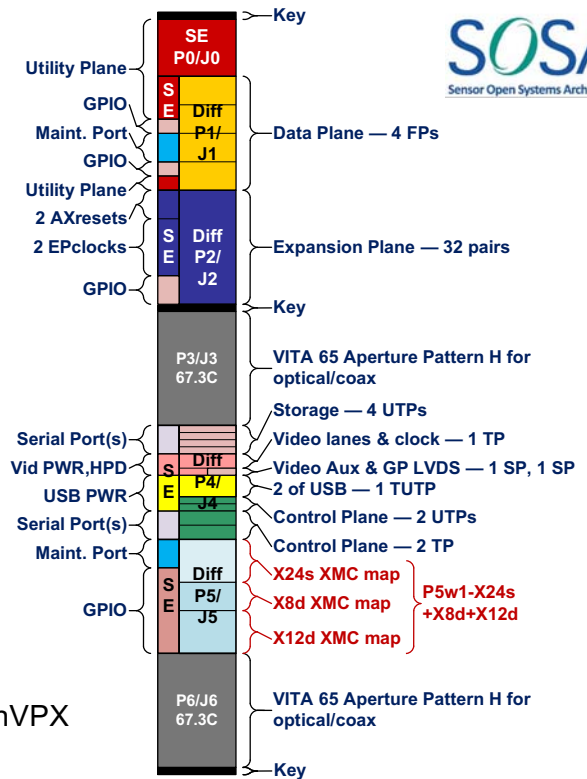 Key
SE
P0/J0
SOSA
Sensor Open Systems Arch
Utility Plane
S
E
GPIO
Diff
P1/
J1
Data Plane — 4 FPs
Maint. Port
GPIO
Utility Plane
2 AXresets
2 EPclocks
S
E
Diff
P2/
J2
Expansion Plane — 32 pairs
GPIO
Key
P3/J3
67.3C
VITA 65 Aperture Pattern H for
optical/coax
Storage — 4 UTPs
Serial Port(s)
Video lanes & clock — 1 TP
Vid PWR,HPD
S
E
Diff
P4/
J4
Video Aux & GP LVDS — 1 SP, 1 SP
USB PWR
2 of USB — 1 TUTP
Control Plane — 2 UTPs
Serial Port(s)
Control Plane — 2 TP
Maint. Port
S
E
Diff
P5/
J5
X24s XMC map
GPIO
X8d XMC map
X12d XMC map
P5w1-X24s
+X8d+X12d
P6/J6
67.3C
VITA 65 Aperture Pattern H for
optical/coax
nVPX
Key